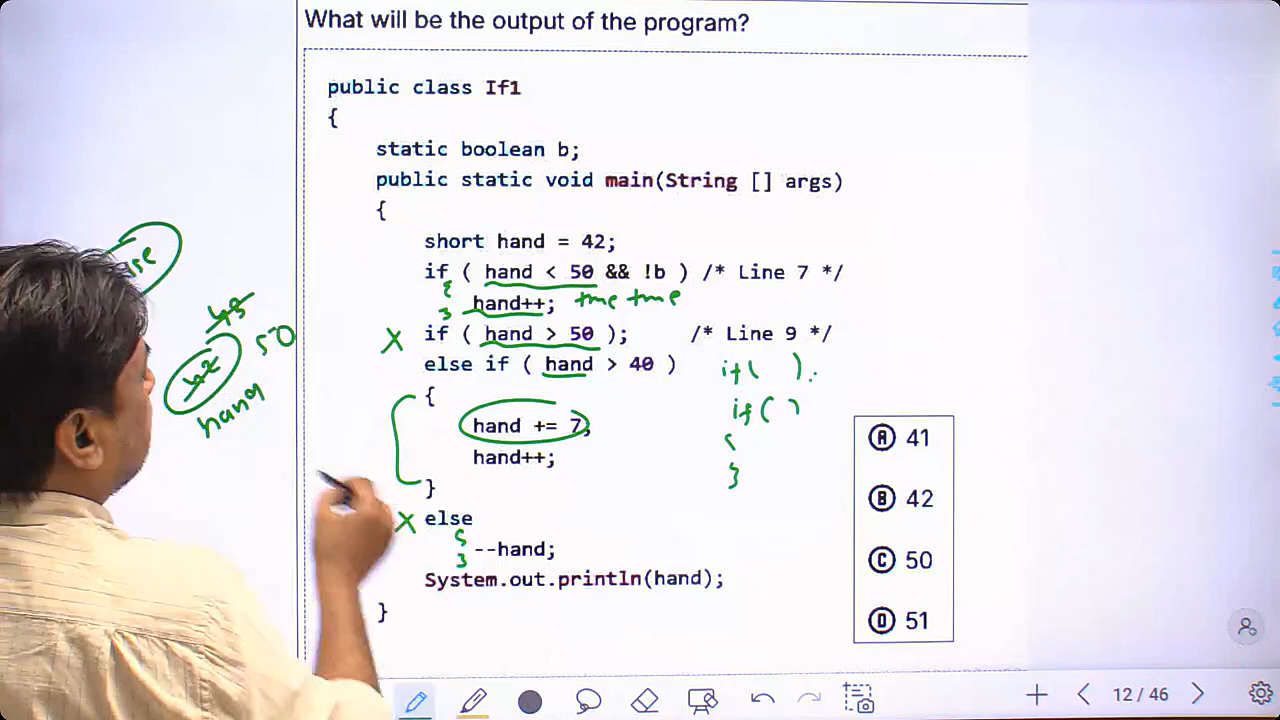 What will be the output of the program?
public class If1
{
static boolean b;
public static void main(String [] args)
{
short hand = 42;
if ( hand < 50 && !b ) /* Line 7 */
{
hand++; true true
}
X if ( hand > 50 ); /* Line 9 */
else if ( hand > 40 )
if( );
{
if( )
hand += 7;
{
hand++;
}
}
X else
{
--hand;
}
System.out.println(hand);
}
43
50
42
hand
A 41
B 42
C 50
D 51
12 / 46